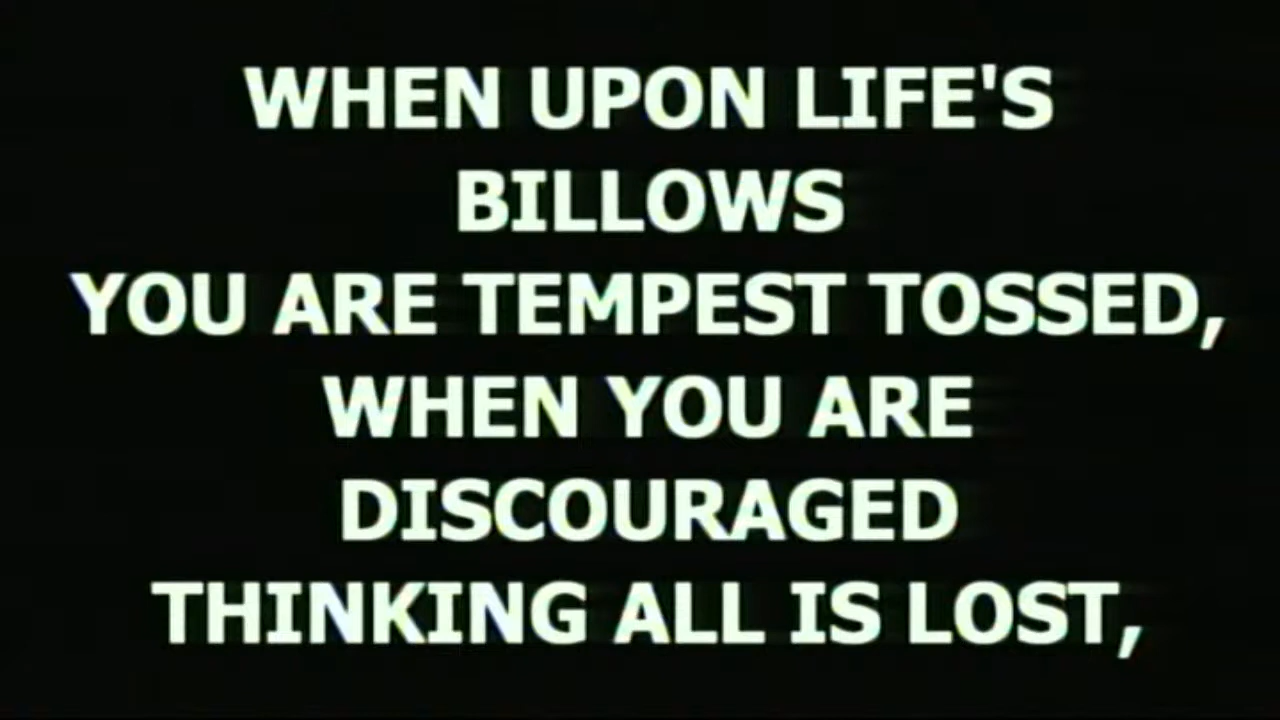 WHEN UPON LIFE'S
BILLOWS
YOU ARE TEMPEST TOSSED,
WHEN YOU ARE
DISCOURAGED
THINKING ALL IS LOST,